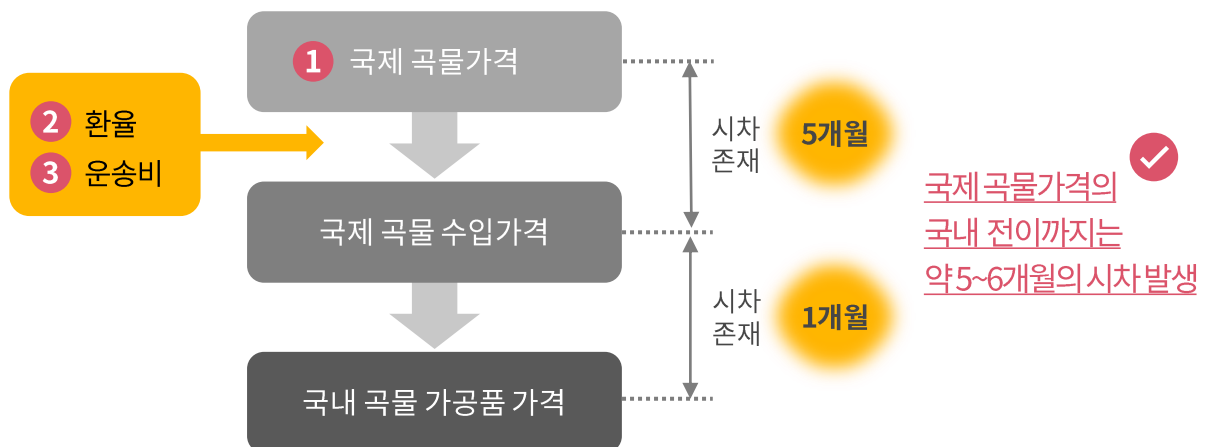 1 국제 곡물가격
2 환율
3 운송비
시차
존재
5개월
국제 곡물 수입가격
시차
존재
1개월
국내 곡물 가공품 가격
국제 곡물가격의
국내 전이까지는
약 5~6개월의 시차 발생